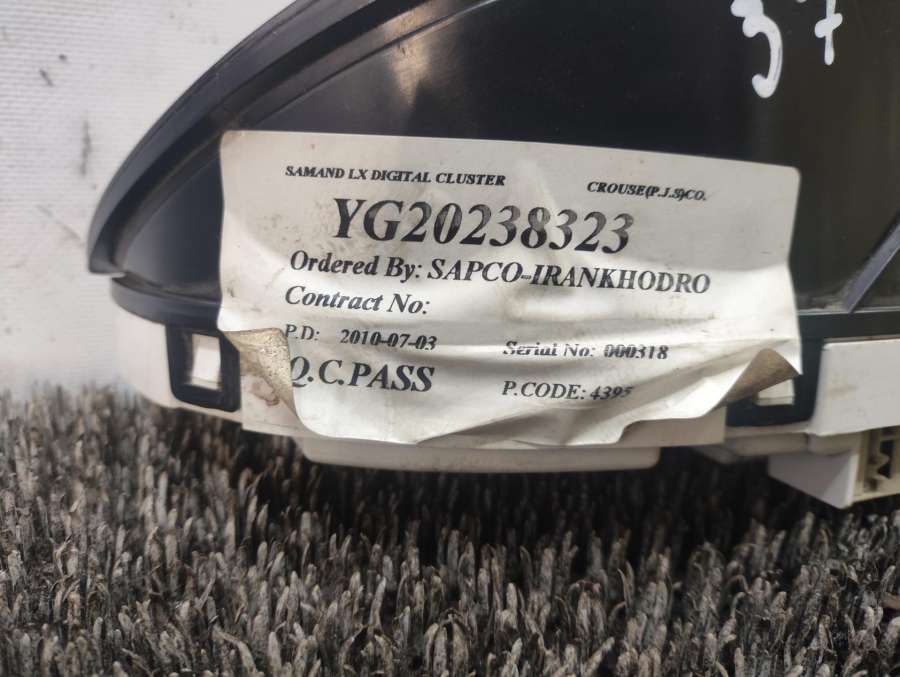 37
SAMAND LX DIGITAL CLUSTER CROUSE(P.J.S)CO.
YG20238323
Ordered By: SAPCO-IRANKHODRO
Contract No:
P.D: 2010-07-03 Serial No: 000318
Q.C.PASS P.CODE: 4395